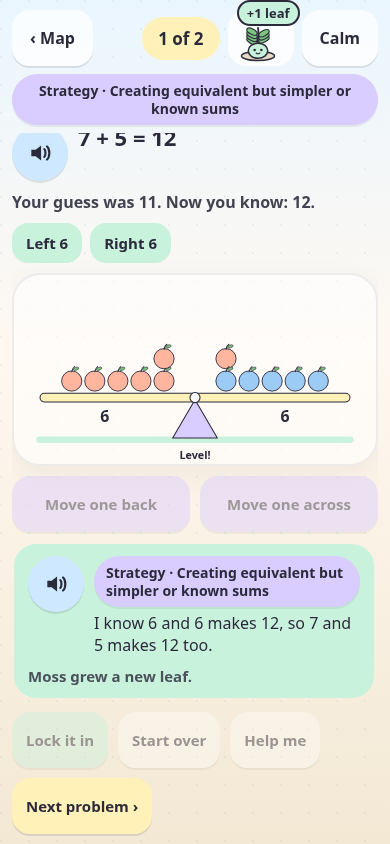 +1 leaf
‹ Map
1 of 2
Calm
Strategy · Creating equivalent but simpler or
known sums
7 + 5 = 12
Your guess was 11. Now you know: 12.
Left 6
Right 6
6
6
Level!
Move one back
Move one across
Strategy · Creating equivalent but
simpler or known sums
I know 6 and 6 makes 12, so 7 and
5 makes 12 too.
Moss grew a new leaf.
Lock it in
Start over
Help me
Next problem ›